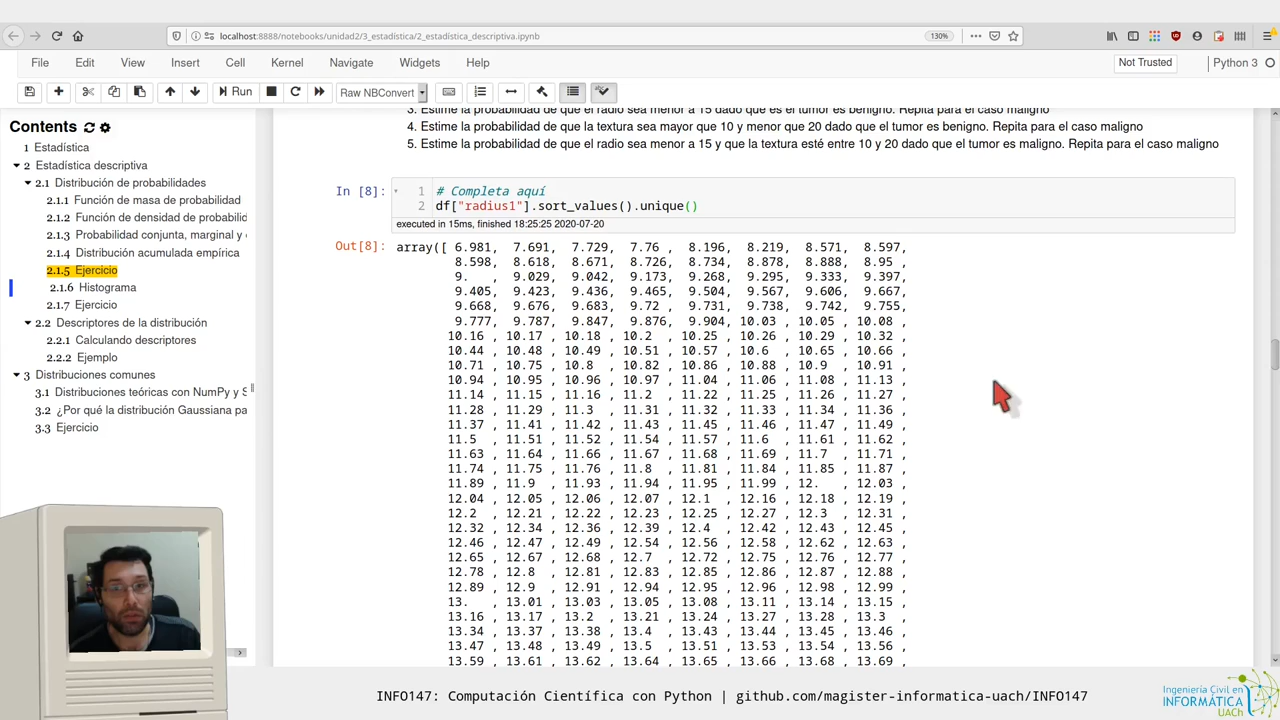 localhost:8888/notebooks/unidad2/3_estadística/2_estadística_descriptiva.ipynb
130%
File Edit View Insert Cell Kernel Navigate Widgets Help
Not Trusted
Python 3
Run
Raw NBConvert
Contents
1 Estadística
2 Estadística descriptiva
2.1 Distribución de probabilidades
2.1.1 Función de masa de probabilidad
2.1.2 Función de densidad de probabilid
2.1.3 Probabilidad conjunta, marginal y
2.1.4 Distribución acumulada empírica
2.1.5 Ejercicio
2.1.6 Histograma
2.1.7 Ejercicio
2.2 Descriptores de la distribución
2.2.1 Calculando descriptores
2.2.2 Ejemplo
3 Distribuciones comunes
3.1 Distribuciones teóricas con NumPy y S
3.2 ¿Por qué la distribución Gaussiana pa
3.3 Ejercicio
3. Estime la probabilidad de que el radio sea menor a 15 dado que es el tumor es benigno. Repita para el caso maligno
4. Estime la probabilidad de que la textura sea mayor que 10 y menor que 20 dado que el tumor es benigno. Repita para el caso maligno
5. Estime la probabilidad de que el radio sea menor a 15 y que la textura esté entre 10 y 20 dado que el tumor es maligno. Repita para el caso maligno
In [8]:
1 # Completa aquí
2 df["radius1"].sort_values().unique()
executed in 15ms, finished 18:25:25 2020-07-20
Out[8]:
array([ 6.981, 7.691, 7.729, 7.76 , 8.196, 8.219, 8.571, 8.597,
8.598, 8.618, 8.671, 8.726, 8.734, 8.878, 8.888, 8.95 ,
9. , 9.029, 9.042, 9.173, 9.268, 9.295, 9.333, 9.397,
9.405, 9.423, 9.436, 9.465, 9.504, 9.567, 9.606, 9.667,
9.668, 9.676, 9.683, 9.72 , 9.731, 9.738, 9.742, 9.755,
9.777, 9.787, 9.847, 9.876, 9.904, 10.03 , 10.05 , 10.08 ,
10.16 , 10.17 , 10.18 , 10.2 , 10.25 , 10.26 , 10.29 , 10.32 ,
10.44 , 10.48 , 10.49 , 10.51 , 10.57 , 10.6 , 10.65 , 10.66 ,
10.71 , 10.75 , 10.8 , 10.82 , 10.86 , 10.88 , 10.9 , 10.91 ,
10.94 , 10.95 , 10.96 , 10.97 , 11.04 , 11.06 , 11.08 , 11.13 ,
11.14 , 11.15 , 11.16 , 11.2 , 11.22 , 11.25 , 11.26 , 11.27 ,
11.28 , 11.29 , 11.3 , 11.31 , 11.32 , 11.33 , 11.34 , 11.36 ,
11.37 , 11.41 , 11.42 , 11.43 , 11.45 , 11.46 , 11.47 , 11.49 ,
11.5 , 11.51 , 11.52 , 11.54 , 11.57 , 11.6 , 11.61 , 11.62 ,
11.63 , 11.64 , 11.66 , 11.67 , 11.68 , 11.69 , 11.7 , 11.71 ,
11.74 , 11.75 , 11.76 , 11.8 , 11.81 , 11.84 , 11.85 , 11.87 ,
11.89 , 11.9 , 11.93 , 11.94 , 11.95 , 11.99 , 12. , 12.03 ,
12.04 , 12.05 , 12.06 , 12.07 , 12.1 , 12.16 , 12.18 , 12.19 ,
12.2 , 12.21 , 12.22 , 12.23 , 12.25 , 12.27 , 12.3 , 12.31 ,
12.32 , 12.34 , 12.36 , 12.39 , 12.4 , 12.42 , 12.43 , 12.45 ,
12.46 , 12.47 , 12.49 , 12.54 , 12.56 , 12.58 , 12.62 , 12.63 ,
12.65 , 12.67 , 12.68 , 12.7 , 12.72 , 12.75 , 12.76 , 12.77 ,
12.78 , 12.8 , 12.81 , 12.83 , 12.85 , 12.86 , 12.87 , 12.88 ,
12.89 , 12.9 , 12.91 , 12.94 , 12.95 , 12.96 , 12.98 , 12.99 ,
13. , 13.01 , 13.03 , 13.05 , 13.08 , 13.11 , 13.14 , 13.15 ,
13.16 , 13.17 , 13.2 , 13.21 , 13.24 , 13.27 , 13.28 , 13.3 ,
13.34 , 13.37 , 13.38 , 13.4 , 13.43 , 13.44 , 13.45 , 13.46 ,
13.47 , 13.48 , 13.49 , 13.5 , 13.51 , 13.53 , 13.54 , 13.56 ,
13.59 , 13.61 , 13.62 , 13.64 , 13.65 , 13.66 , 13.68 , 13.69 ,
INFO147: Computación Científica con Python | github.com/magister-informatica-uach/INFO147
Ingeniería Civil en
INFORMÁTICA
UACh